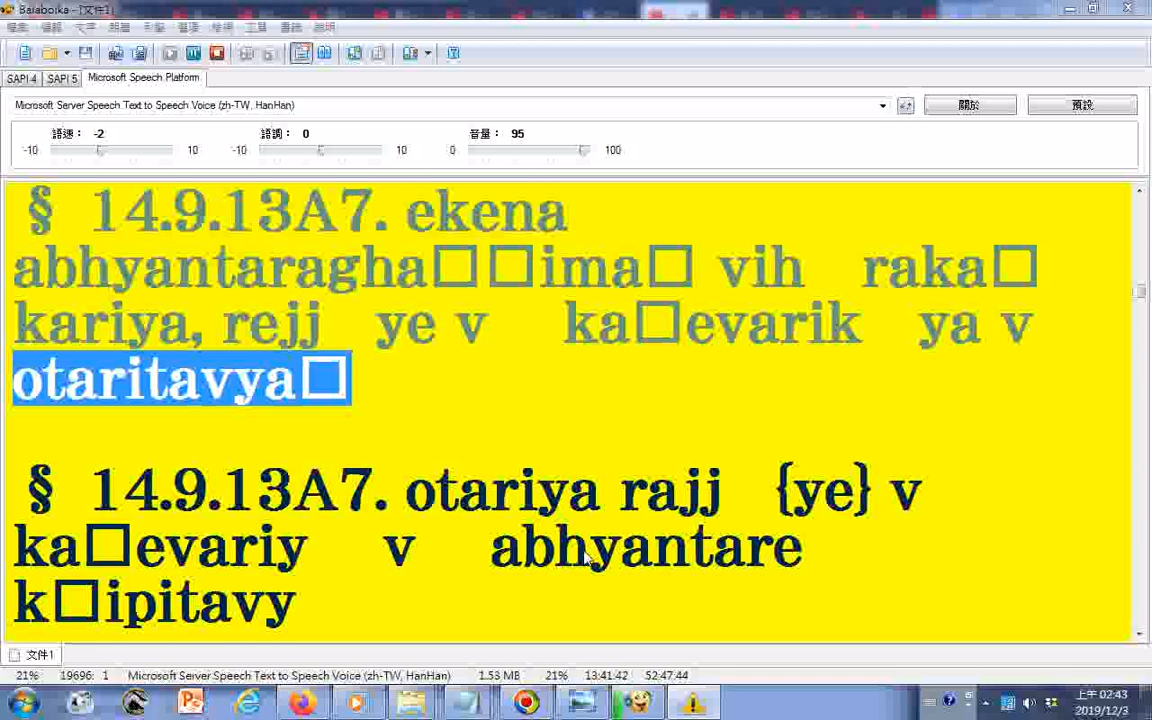 Balabolka - [文件1]
SAPI 4 SAPI 5 Microsoft Speech Platform
Microsoft Server Speech Text to Speech Voice (zh-TW, HanHan) 關於 預設
語速： -2 語調： 0 音量： 95
-10 10 -10 10 0 100
§ 14.9.13A7. ekena
abhyantaragha□□ima□ vih raka□
kariya, rejj ye v ka□evarik ya v
otaritavya□
§ 14.9.13A7. otariya rajj {ye} v
ka□evariy v abhyantare
k□ipitavy
文件1
21% 19696: 1 Microsoft Server Speech Text to Speech Voice (zh-TW, HanHan) 1.53 MB 21% 13:41:42 52:47:44
上午 02:43
2019/12/3